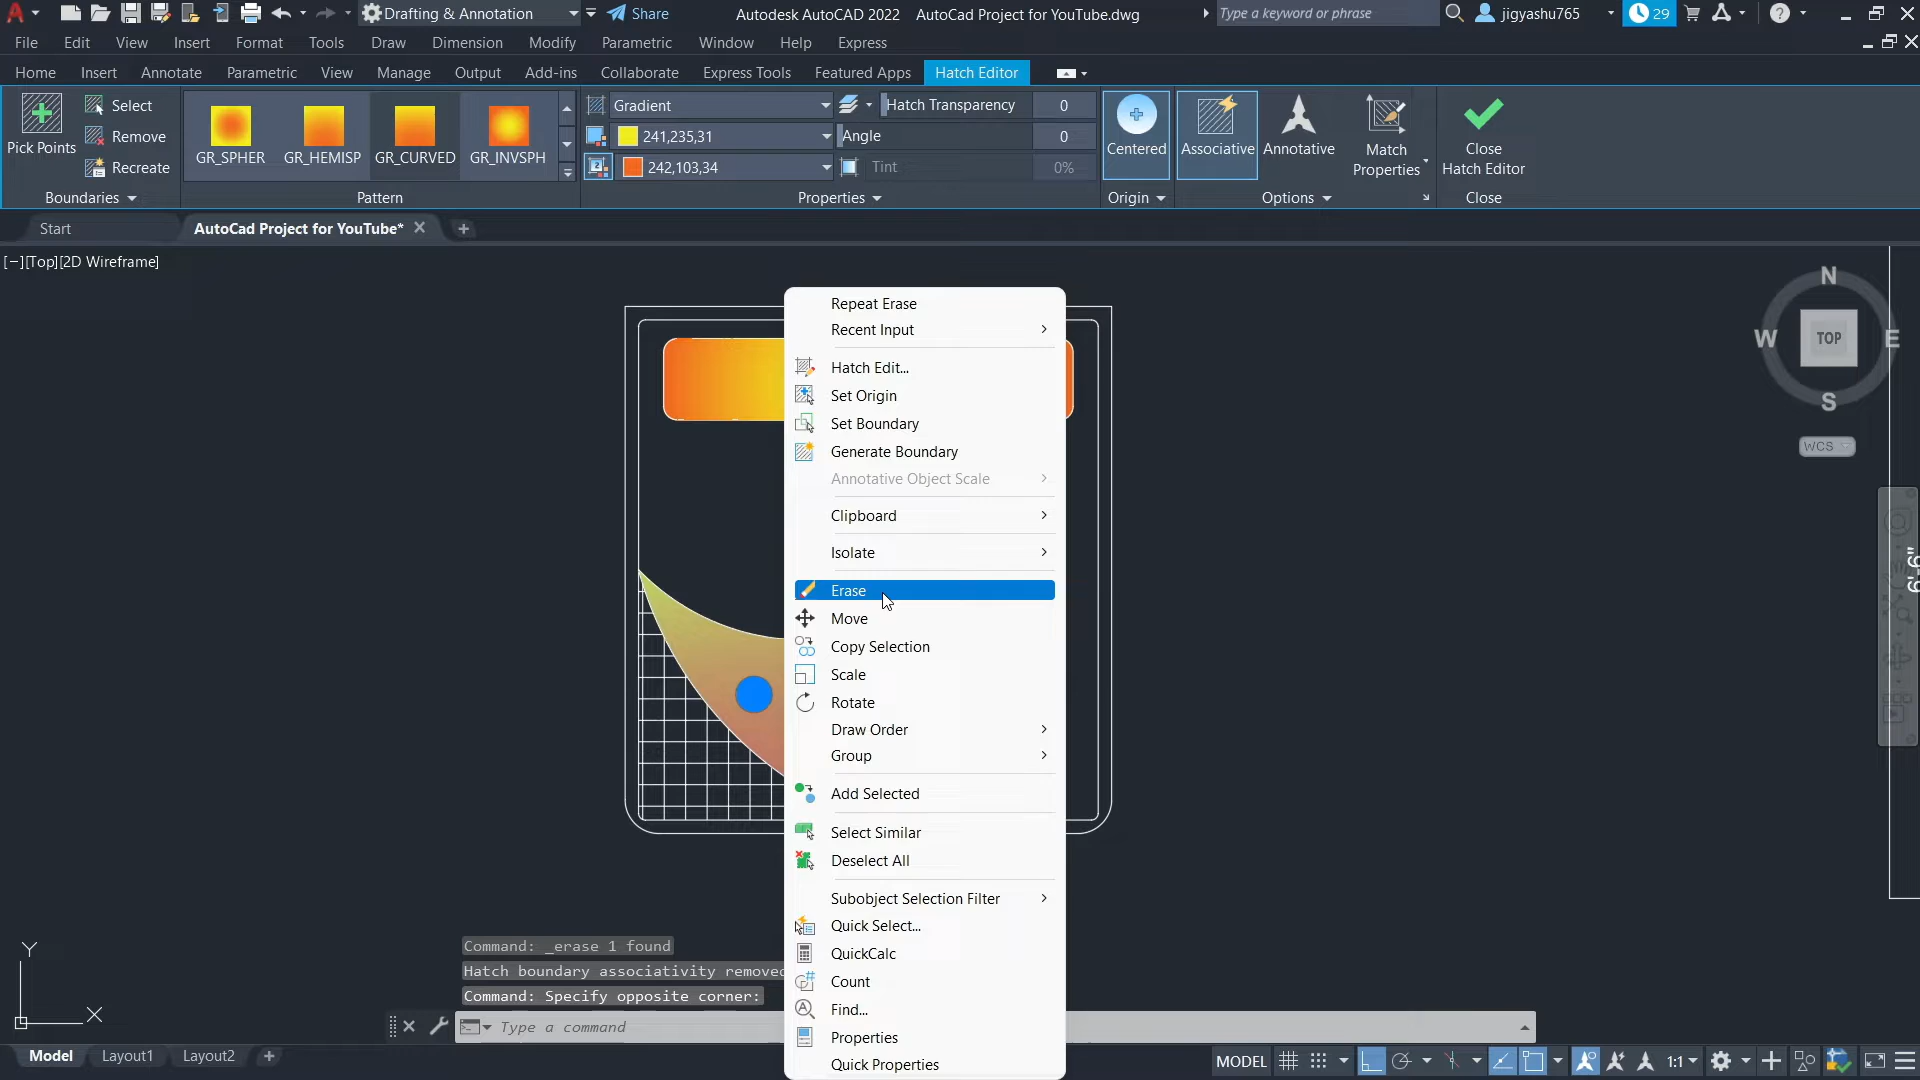 Drafting & Annotation
Share
Autodesk AutoCAD 2022 AutoCad Project for YouTube.dwg
Type a keyword or phrase
jigyashu765
29
File Edit View Insert Format Tools Draw Dimension Modify Parametric Window Help Express
Home Insert Annotate Parametric View Manage Output Add-ins Collaborate Express Tools Featured Apps Hatch Editor
Pick Points
Select
Remove
Recreate
Boundaries
GR_SPHER GR_HEMISP GR_CURVED GR_INVSPH
Pattern
Gradient
241,235,31
242,103,34
Hatch Transparency 0
Angle 0
Tint 0%
Properties
Centered
Origin
Associative
Annotative
Match
Properties
Options
Close
Hatch Editor
Close
Start
AutoCad Project for YouTube*
[−][Top][2D Wireframe]
N
W TOP E
S
WCS
6'-6"
Repeat Erase
Recent Input
Hatch Edit...
Set Origin
Set Boundary
Generate Boundary
Annotative Object Scale
Clipboard
Isolate
Erase
Move
Copy Selection
Scale
Rotate
Draw Order
Group
Add Selected
Select Similar
Deselect All
Subobject Selection Filter
Quick Select...
QuickCalc
Count
Find...
Properties
Quick Properties
Command: _erase 1 found
Hatch boundary associativity removed
Command: Specify opposite corner:
Type a command
Y
X
Model Layout1 Layout2
MODEL
1:1